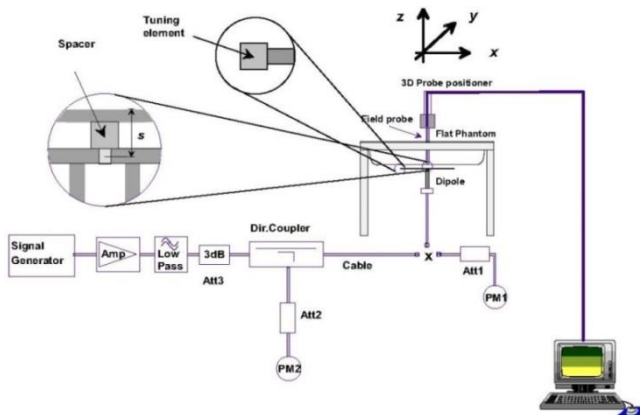 Tuning
element
Spacer
s
z
y
x
3D Probe positioner
Field probe
Flat Phantom
Dipole
Signal
Generator
Amp
Low
Pass
3dB
Att3
Dir.Coupler
Cable
x
Att1
PM1
Att2
PM2